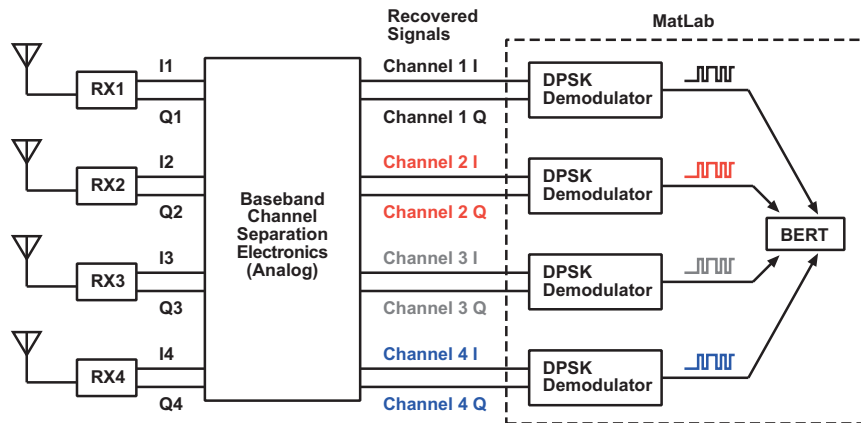 Recovered
Signals
MatLab
I1
RX1
Q1
Channel 1 I
Channel 1 Q
DPSK
Demodulator
I2
RX2
Q2
Channel 2 I
Channel 2 Q
DPSK
Demodulator
Baseband
Channel
Separation
Electronics
(Analog)
BERT
I3
RX3
Q3
Channel 3 I
Channel 3 Q
DPSK
Demodulator
I4
RX4
Q4
Channel 4 I
Channel 4 Q
DPSK
Demodulator